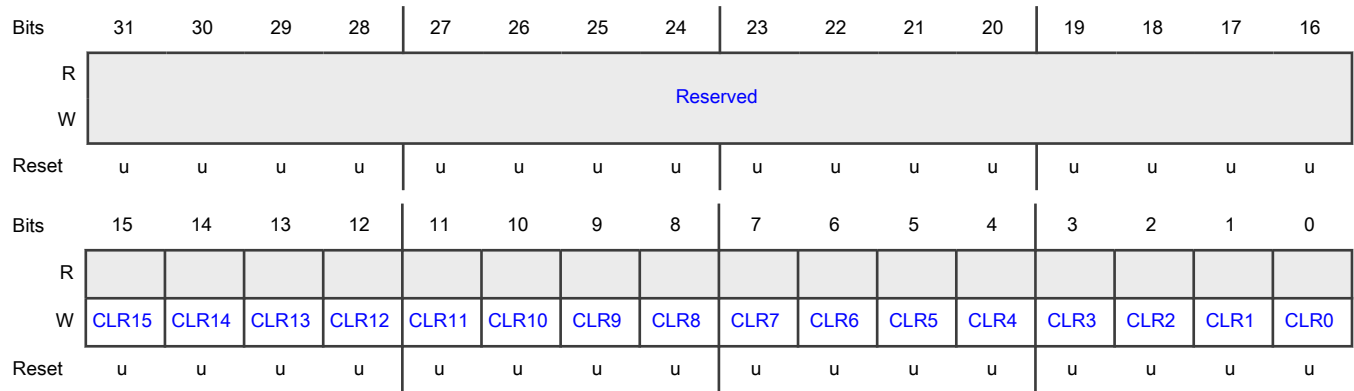 Bits 31 30 29 28 27 26 25 24 23 22 21 20 19 18 17 16
R
Reserved
W
Reset u u u u u u u u u u u u u u u u
Bits 15 14 13 12 11 10 9 8 7 6 5 4 3 2 1 0
R
W CLR15 CLR14 CLR13 CLR12 CLR11 CLR10 CLR9 CLR8 CLR7 CLR6 CLR5 CLR4 CLR3 CLR2 CLR1 CLR0
Reset u u u u u u u u u u u u u u u u